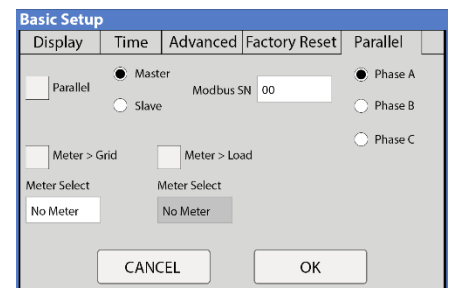 Basic Setup
Display Time Advanced Factory Reset Parallel
Master Phase A
Parallel Modbus SN 00
Slave Phase B
Phase C
Meter > Grid Meter > Load
Meter Select Meter Select
No Meter No Meter
CANCEL OK